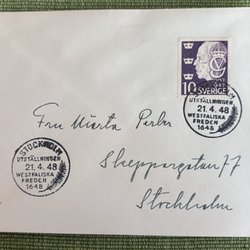 10 SVERIGE
STOCKHOLM
UTSTÄLLNINGEN
21. 4. 48
WESTFALISKA
FREDEN
1648
STOCKHOLM
UTSTÄLLNINGEN
21. 4. 48
WESTFALISKA
FREDEN
1648
Fru Märta Perber
Skeppargatan 77
Stockholm